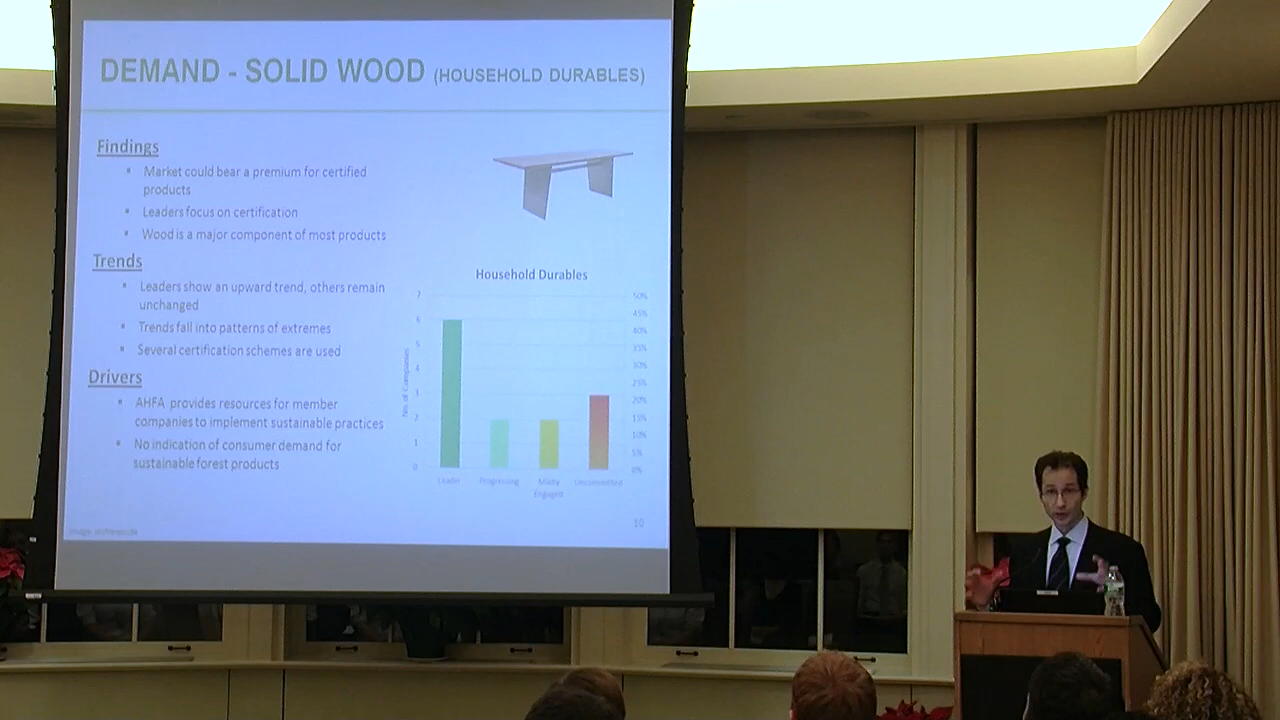 DEMAND - SOLID WOOD (HOUSEHOLD DURABLES)
Findings
Market could bear a premium for certified
products
Leaders focus on certification
Wood is a major component of most products
Trends
Leaders show an upward trend, others remain
unchanged
Trends fall into patterns of extremes
Several certification schemes are used
Drivers
AHFA provides resources for member
companies to implement sustainable practices
No indication of consumer demand for
sustainable forest products
Household Durables
No. of Companies
7
6
5
4
3
2
1
0
50%
45%
40%
35%
30%
25%
20%
15%
10%
5%
0%
Leader
Progressing
Mildly
Engaged
Uncommitted
10